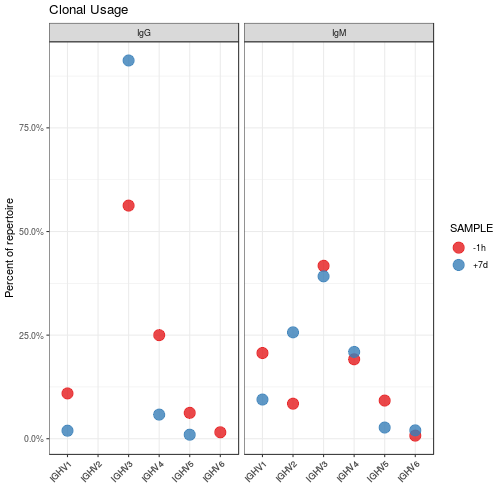 Clonal Usage
IgG
IgM
Percent of repertoire
75.0%
50.0%
25.0%
0.0%
IGHV1
IGHV2
IGHV3
IGHV4
IGHV5
IGHV6
IGHV1
IGHV2
IGHV3
IGHV4
IGHV5
IGHV6
SAMPLE
-1h
+7d